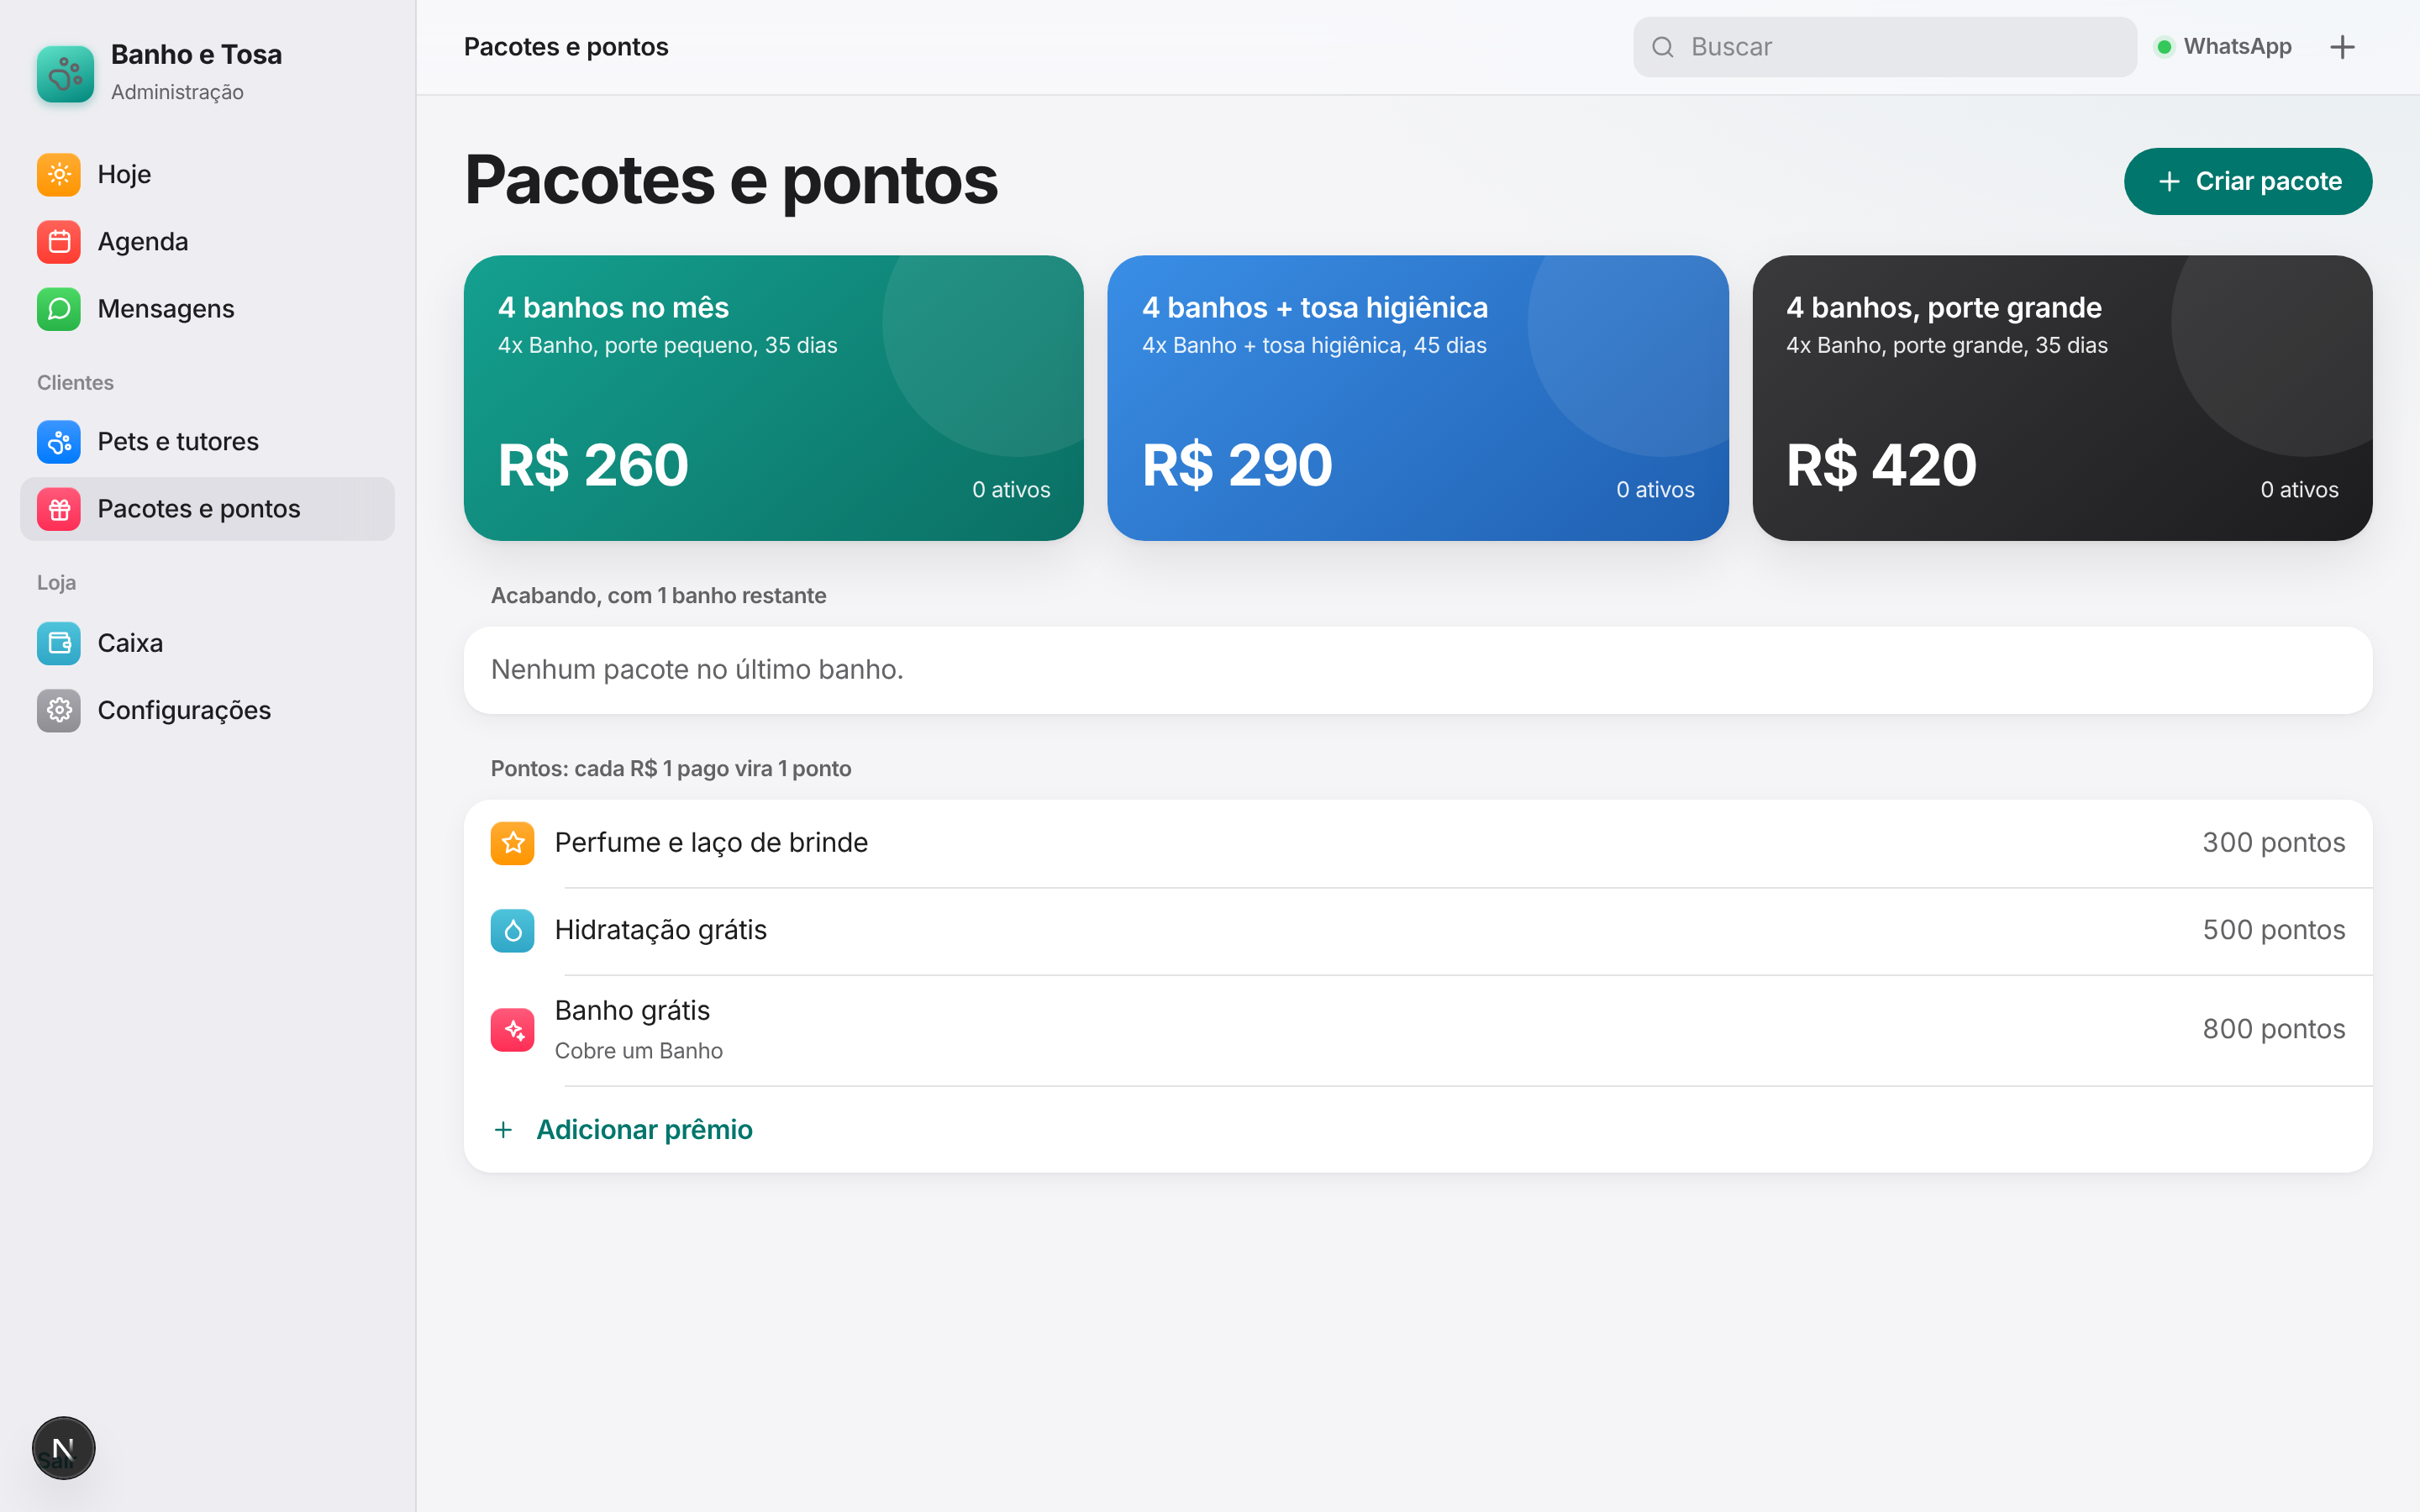 Banho e Tosa
Administração
Hoje
Agenda
Mensagens
Clientes
Pets e tutores
Pacotes e pontos
Loja
Caixa
Configurações
N
Sair
Pacotes e pontos
Buscar
WhatsApp
Pacotes e pontos
Criar pacote
4 banhos no mês
4x Banho, porte pequeno, 35 dias
R$ 260
0 ativos
4 banhos + tosa higiênica
4x Banho + tosa higiênica, 45 dias
R$ 290
0 ativos
4 banhos, porte grande
4x Banho, porte grande, 35 dias
R$ 420
0 ativos
Acabando, com 1 banho restante
Nenhum pacote no último banho.
Pontos: cada R$ 1 pago vira 1 ponto
Perfume e laço de brinde
300 pontos
Hidratação grátis
500 pontos
Banho grátis
Cobre um Banho
800 pontos
Adicionar prêmio